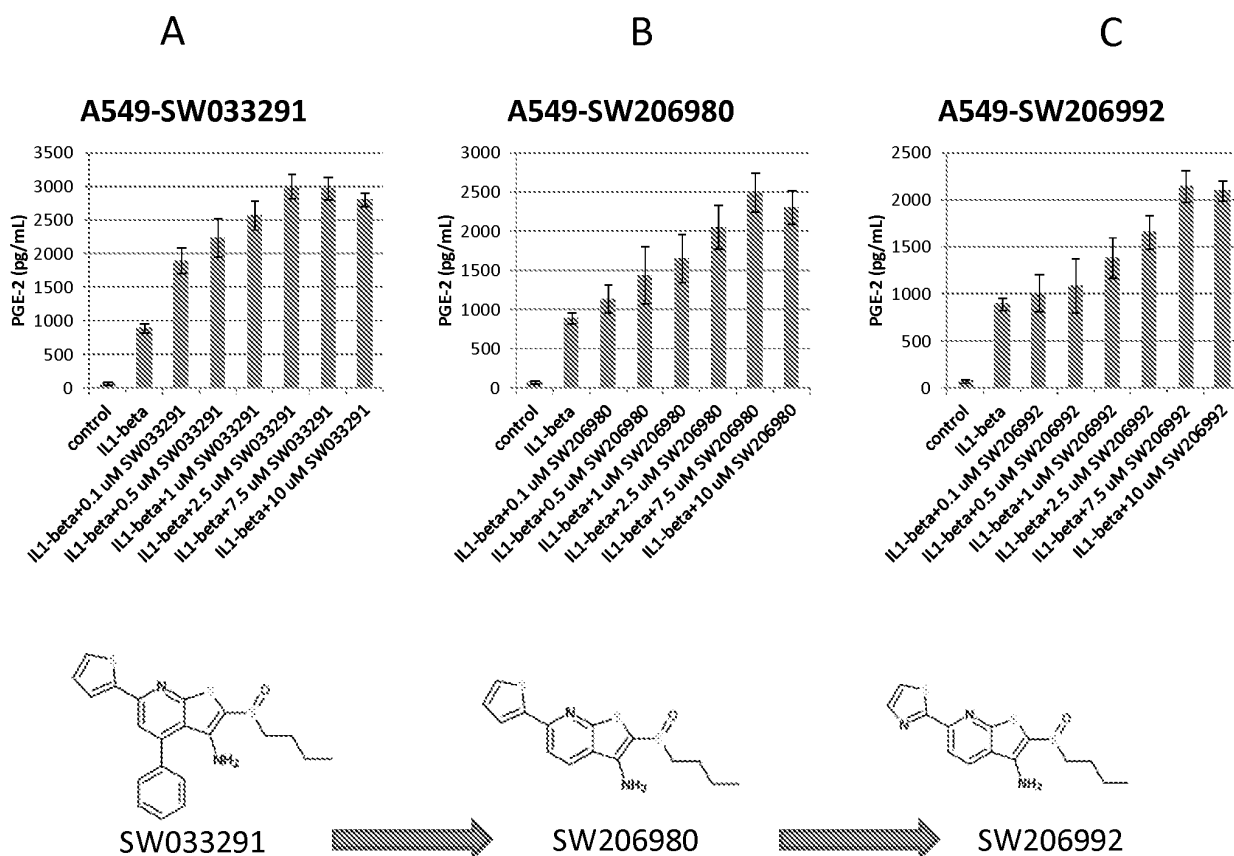 A
B
C
A549-SW033291
A549-SW206980
A549-SW206992
PGE-2 (pg/mL)
3500
3000
2500
2000
1500
1000
500
0
control
IL1-beta
IL1-beta+0.1 uM SW033291
IL1-beta+0.5 uM SW033291
IL1-beta+1 uM SW033291
IL1-beta+2.5 uM SW033291
IL1-beta+7.5 uM SW033291
IL1-beta+10 uM SW033291
PGE-2 (pg/mL)
3000
2500
2000
1500
1000
500
0
control
IL1-beta
IL1-beta+0.1 uM SW206980
IL1-beta+0.5 uM SW206980
IL1-beta+1 uM SW206980
IL1-beta+2.5 uM SW206980
IL1-beta+7.5 uM SW206980
IL1-beta+10 uM SW206980
PGE-2 (pg/mL)
2500
2000
1500
1000
500
0
control
IL1-beta
IL1-beta+0.1 uM SW206992
IL1-beta+0.5 uM SW206992
IL1-beta+1 uM SW206992
IL1-beta+2.5 uM SW206992
IL1-beta+7.5 uM SW206992
IL1-beta+10 uM SW206992
S
N
S
S
O
NH₂
S
N
S
S
O
NH₂
S
N
N
S
S
O
NH₂
SW033291
SW206980
SW206992